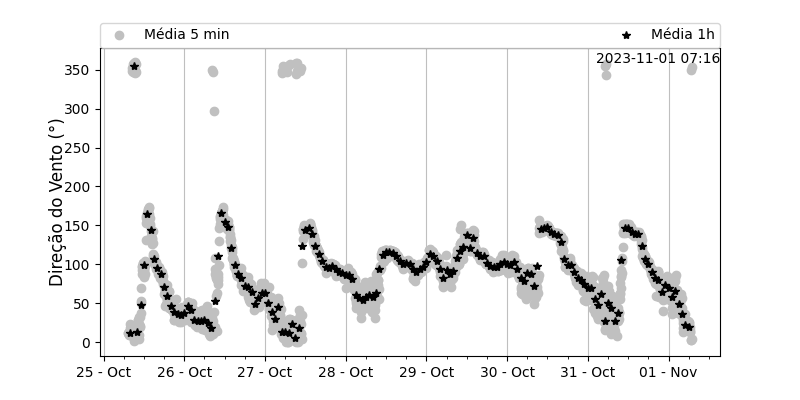 Média 5 min
Média 1h
2023-11-01 07:16
Direção do Vento (°)
350
300
250
200
150
100
50
0
25 - Oct
26 - Oct
27 - Oct
28 - Oct
29 - Oct
30 - Oct
31 - Oct
01 - Nov